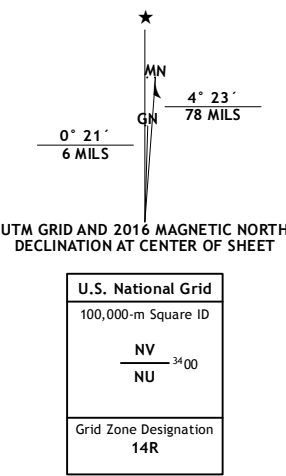 ★
MN
GN
4° 23´
78 MILS
0° 21´
6 MILS
UTM GRID AND 2016 MAGNETIC NORTH
DECLINATION AT CENTER OF SHEET
U.S. National Grid
100,000-m Square ID
NV
3400
NU
Grid Zone Designation
14R